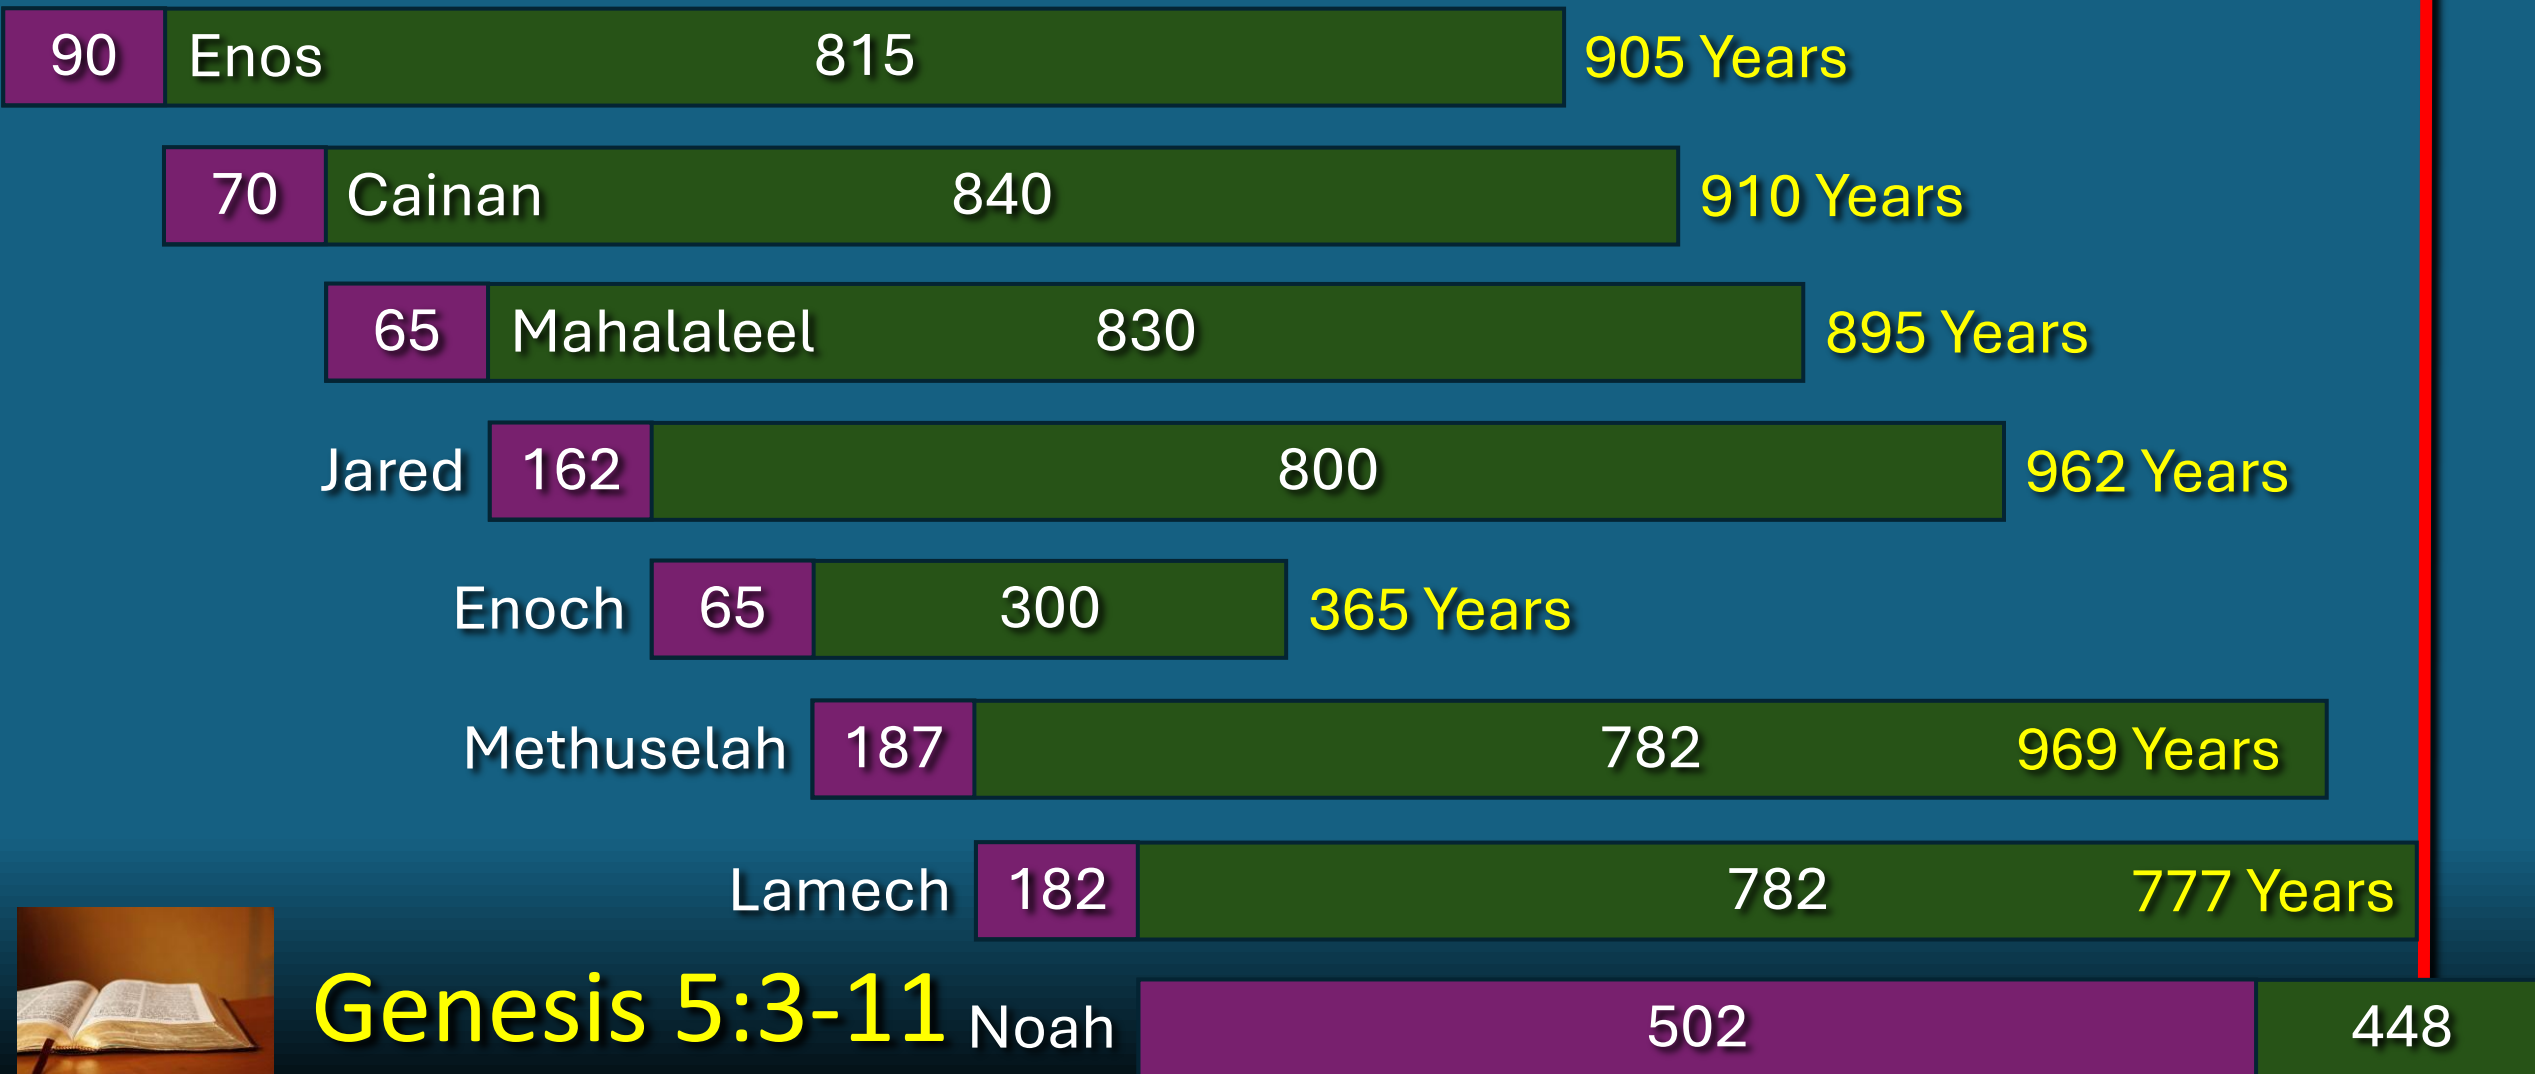 90 Enos 815 905 Years
70 Cainan 840 910 Years
65 Mahalaleel 830 895 Years
Jared 162 800 962 Years
Enoch 65 300 365 Years
Methuselah 187 782 969 Years
Lamech 182 782 777 Years
Genesis 5:3-11
Noah 502 448